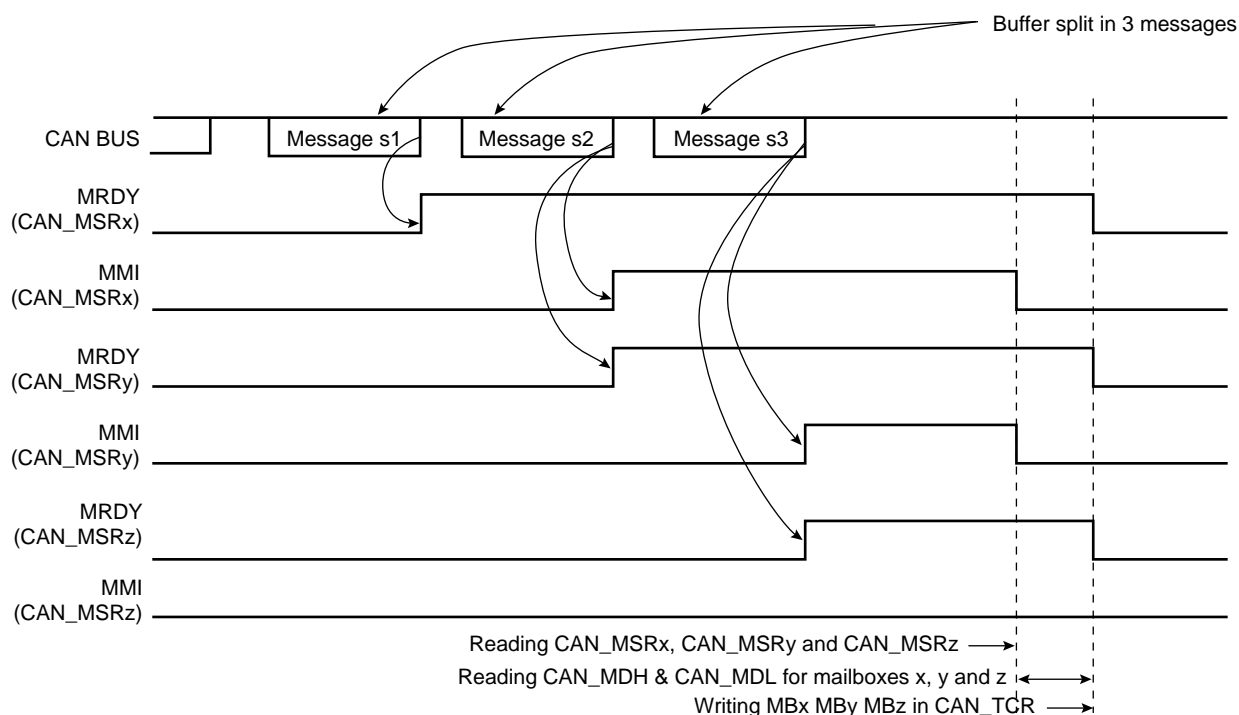 Buffer split in 3 messages
CAN BUS
Message s1
Message s2
Message s3
MRDY
(CAN_MSRx)
MMI
(CAN_MSRx)
MRDY
(CAN_MSRy)
MMI
(CAN_MSRy)
MRDY
(CAN_MSRz)
MMI
(CAN_MSRz)
Reading CAN_MSRx, CAN_MSRy and CAN_MSRz
Reading CAN_MDH & CAN_MDL for mailboxes x, y and z
Writing MBx MBy MBz in CAN_TCR